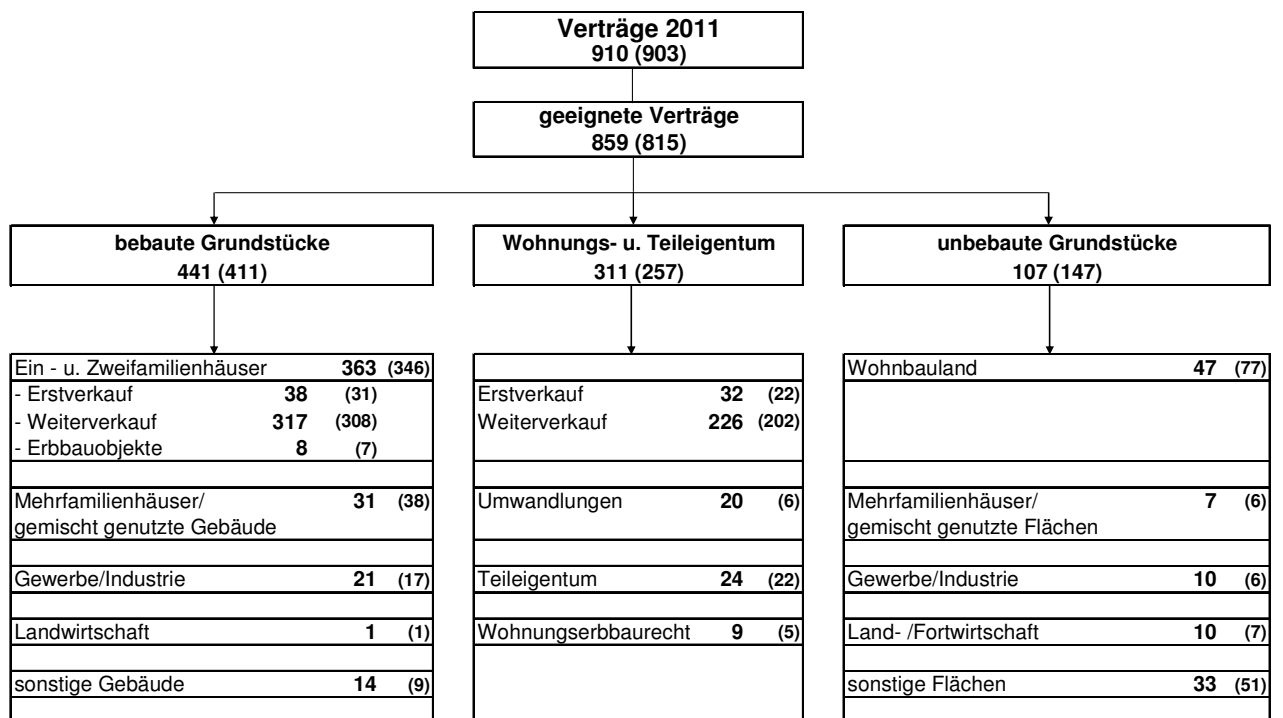 Verträge 2011
910 (903)
geeignete Verträge
859 (815)
bebaute Grundstücke
441 (411)
Ein - u. Zweifamilienhäuser 363 (346)
- Erstverkauf 38 (31)
- Weiterverkauf 317 (308)
- Erbbauobjekte 8 (7)
Mehrfamilienhäuser/ 31 (38)
gemischt genutzte Gebäude
Gewerbe/Industrie 21 (17)
Landwirtschaft 1 (1)
sonstige Gebäude 14 (9)
Wohnungs- u. Teileigentum
311 (257)
Erstverkauf 32 (22)
Weiterverkauf 226 (202)
Umwandlungen 20 (6)
Teileigentum 24 (22)
Wohnungserbbaurecht 9 (5)
unbebaute Grundstücke
107 (147)
Wohnbauland 47 (77)
Mehrfamilienhäuser/ 7 (6)
gemischt genutzte Flächen
Gewerbe/Industrie 10 (6)
Land- /Fortwirtschaft 10 (7)
sonstige Flächen 33 (51)